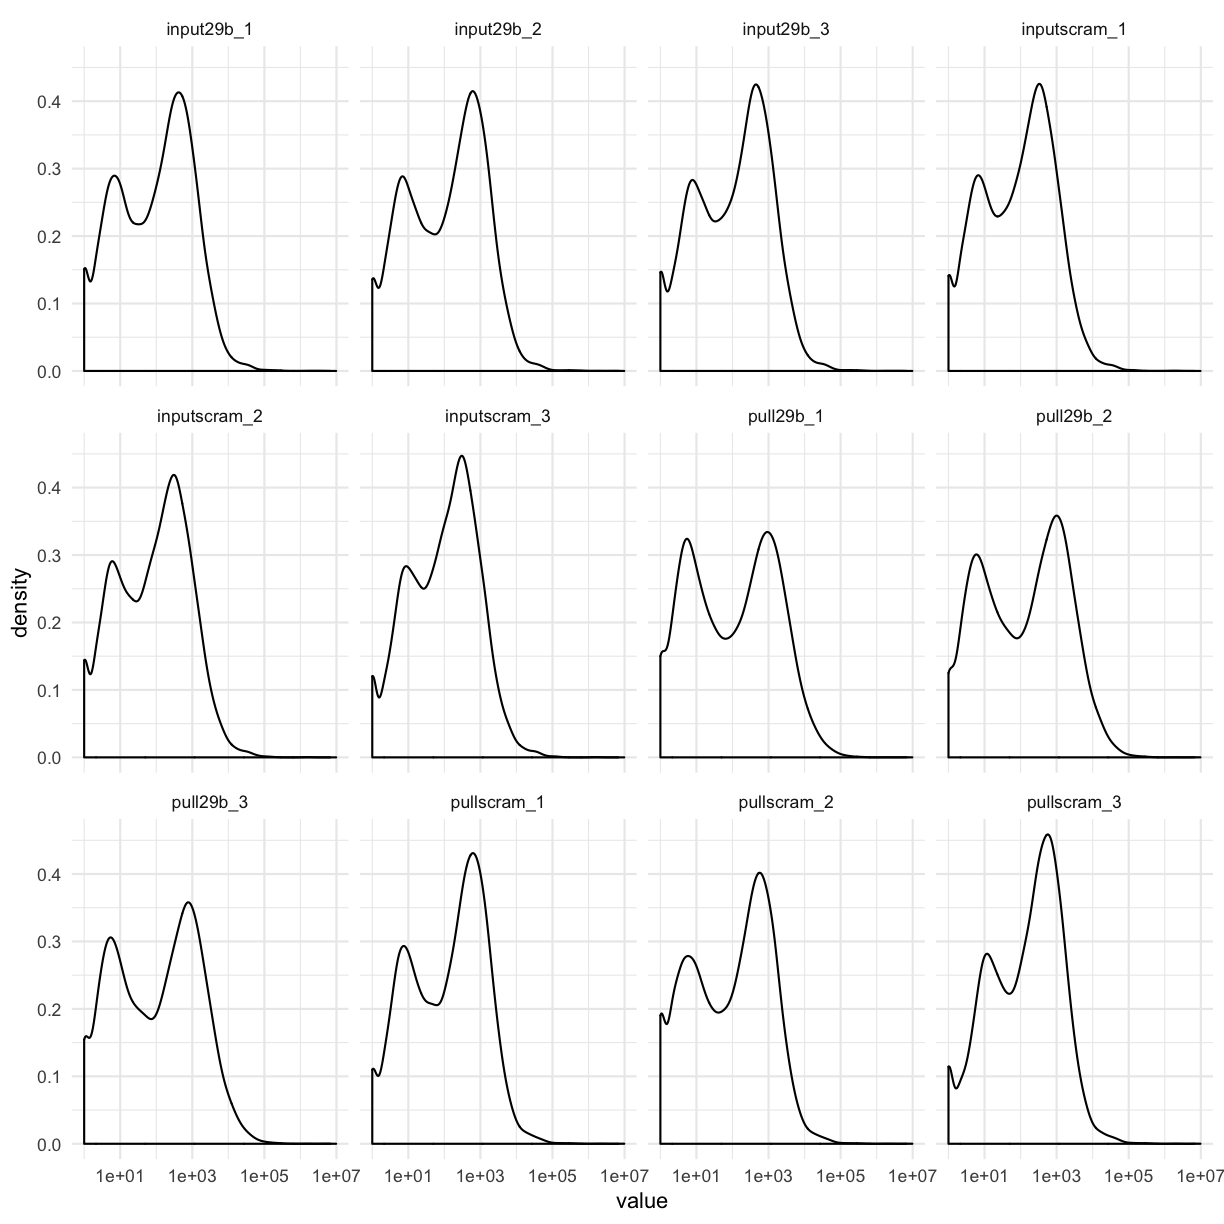 input29b_1 input29b_2 input29b_3 inputscram_1
0.4
0.3
0.2
0.1
0.0
inputscram_2 inputscram_3 pull29b_1 pull29b_2
0.4
0.3
0.2
0.1
0.0
density
pull29b_3 pullscram_1 pullscram_2 pullscram_3
0.4
0.3
0.2
0.1
0.0
1e+01 1e+03 1e+05 1e+07 1e+01 1e+03 1e+05 1e+07 1e+01 1e+03 1e+05 1e+07 1e+01 1e+03 1e+05 1e+07
value